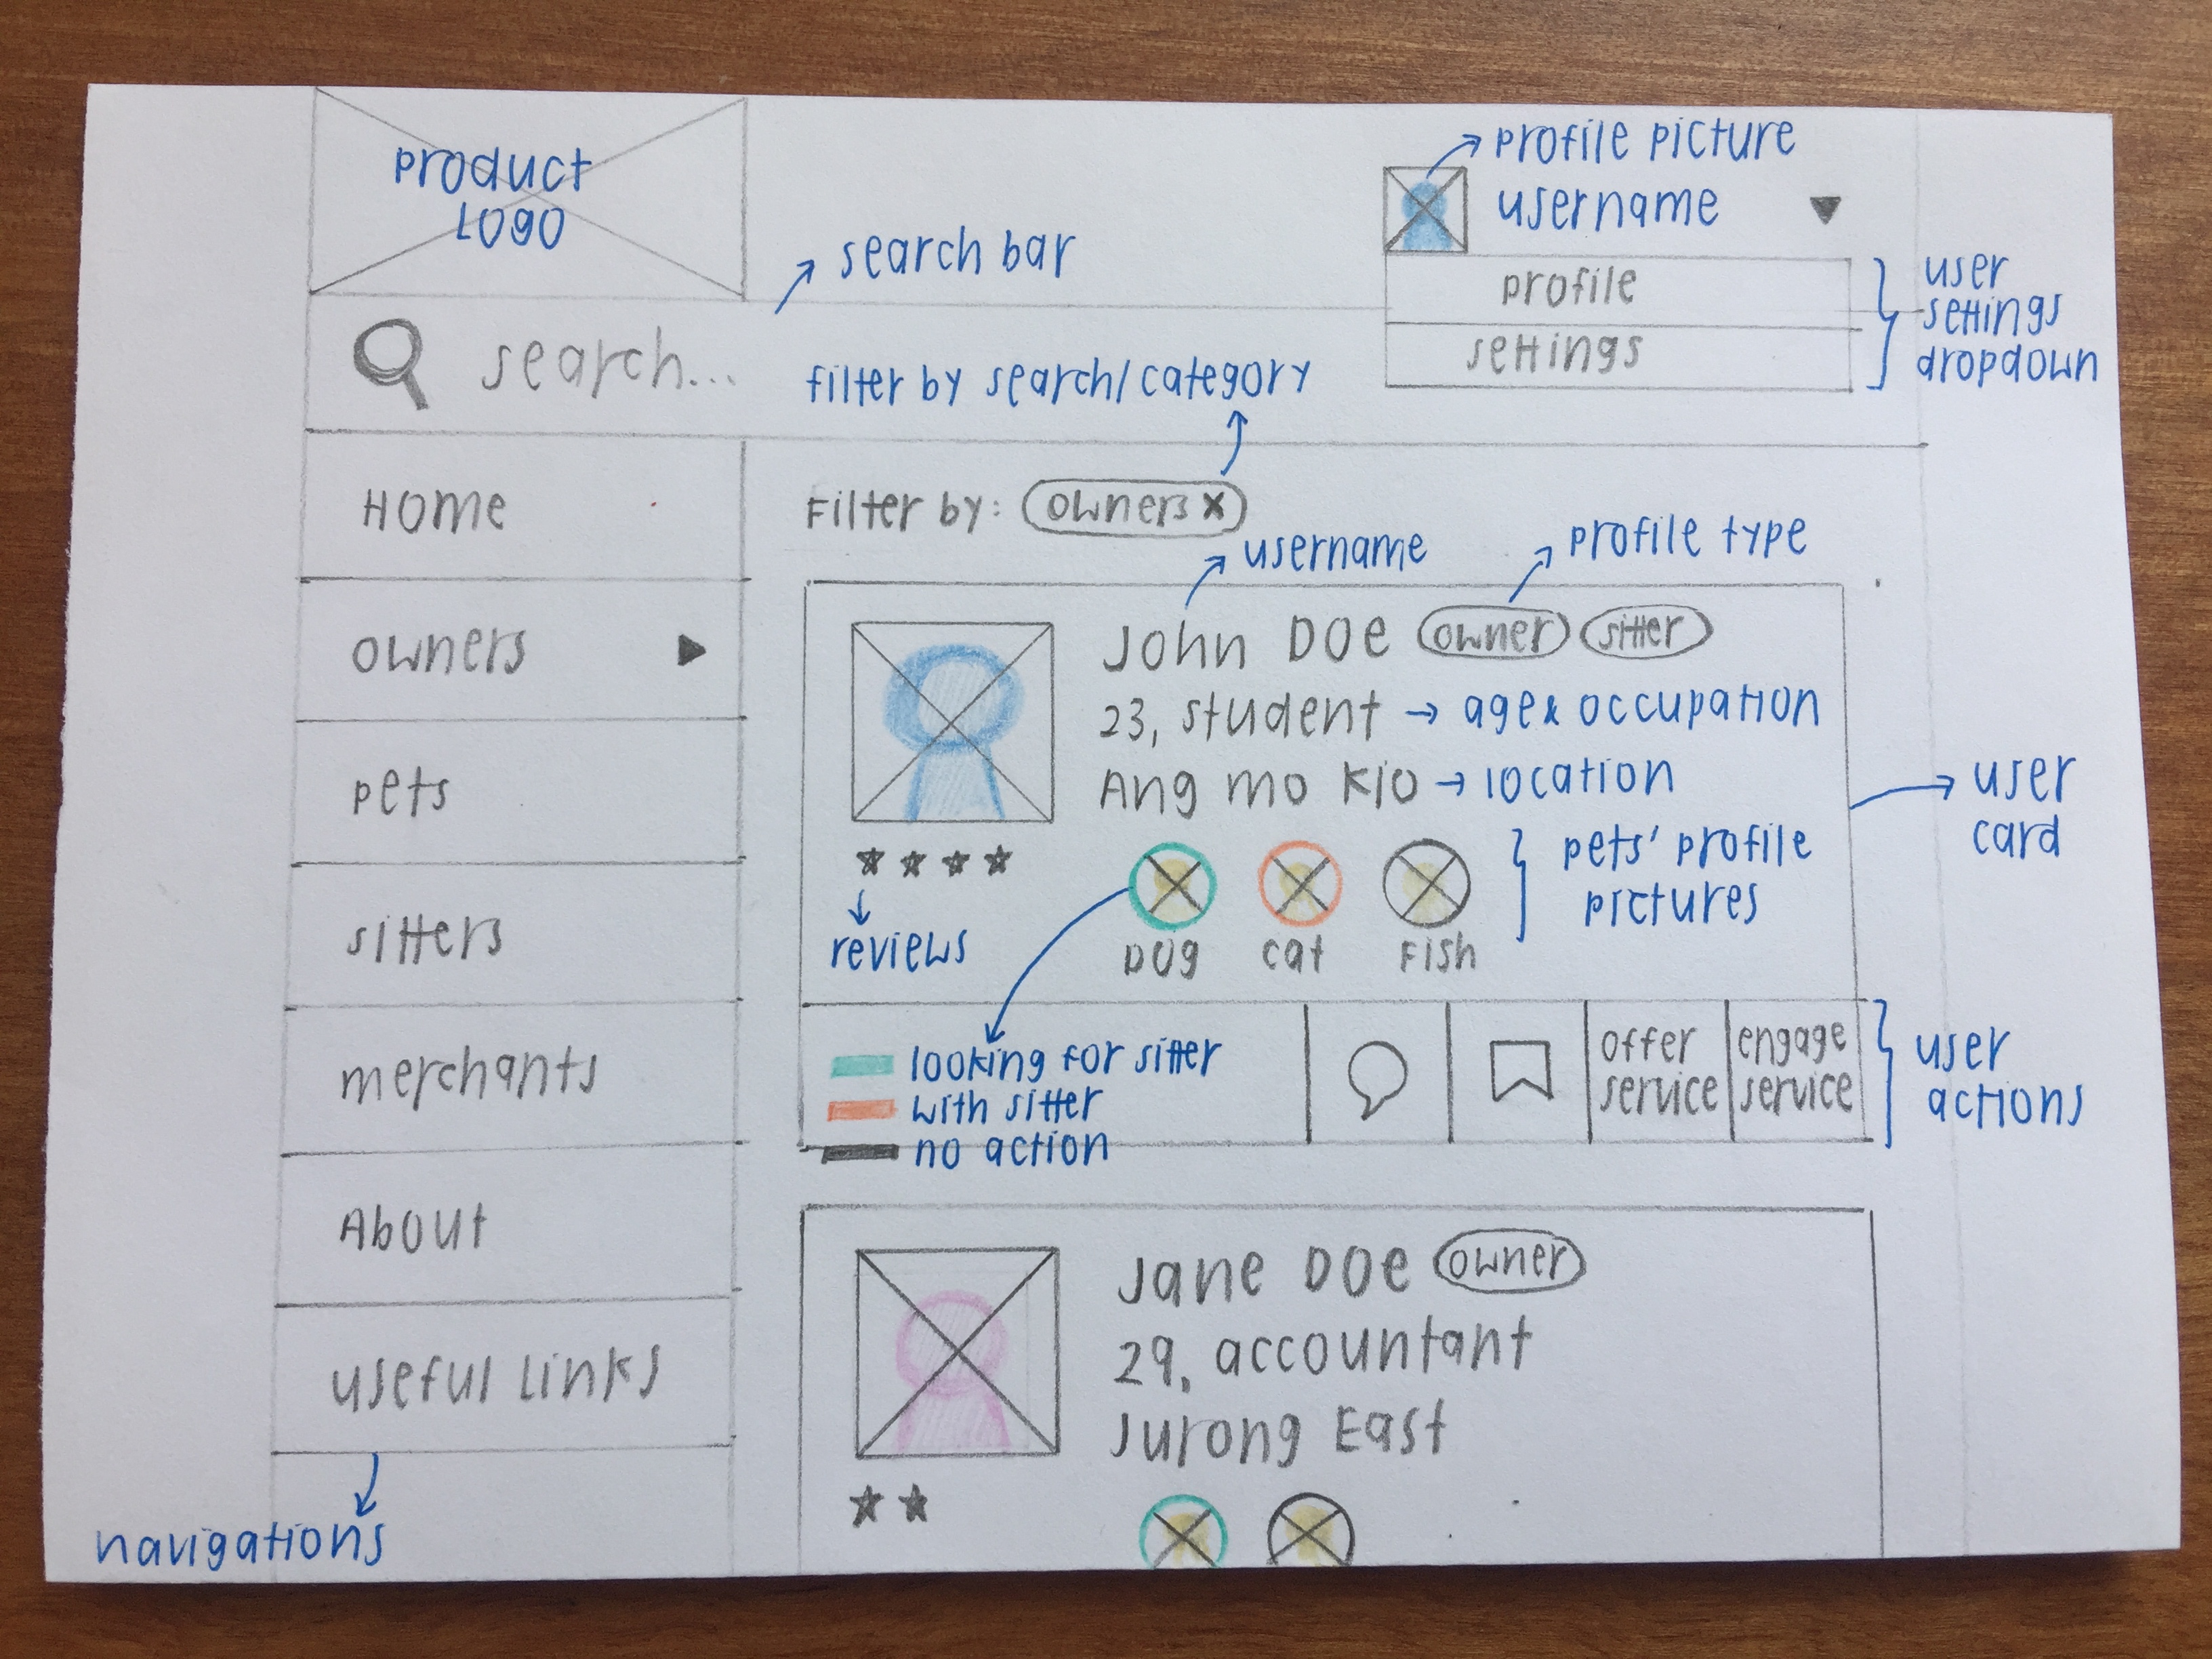 product
Logo
profile picture
username
search bar
profile
settings
user
settings
dropdown
search...
filter by search/category
Home
Filter by: owners x
username
profile type
owners
John Doe owner sitter
23, student → age & occupation
Ang mo Kio → location
pets
user
card
pets' profile
pictures
reviews
Dog cat Fish
sitters
merchants
looking for sitter
with sitter
no action
offer
service
engage
service
user
actions
About
Jane Doe owner
29, accountant
Jurong East
useful Links
navigations